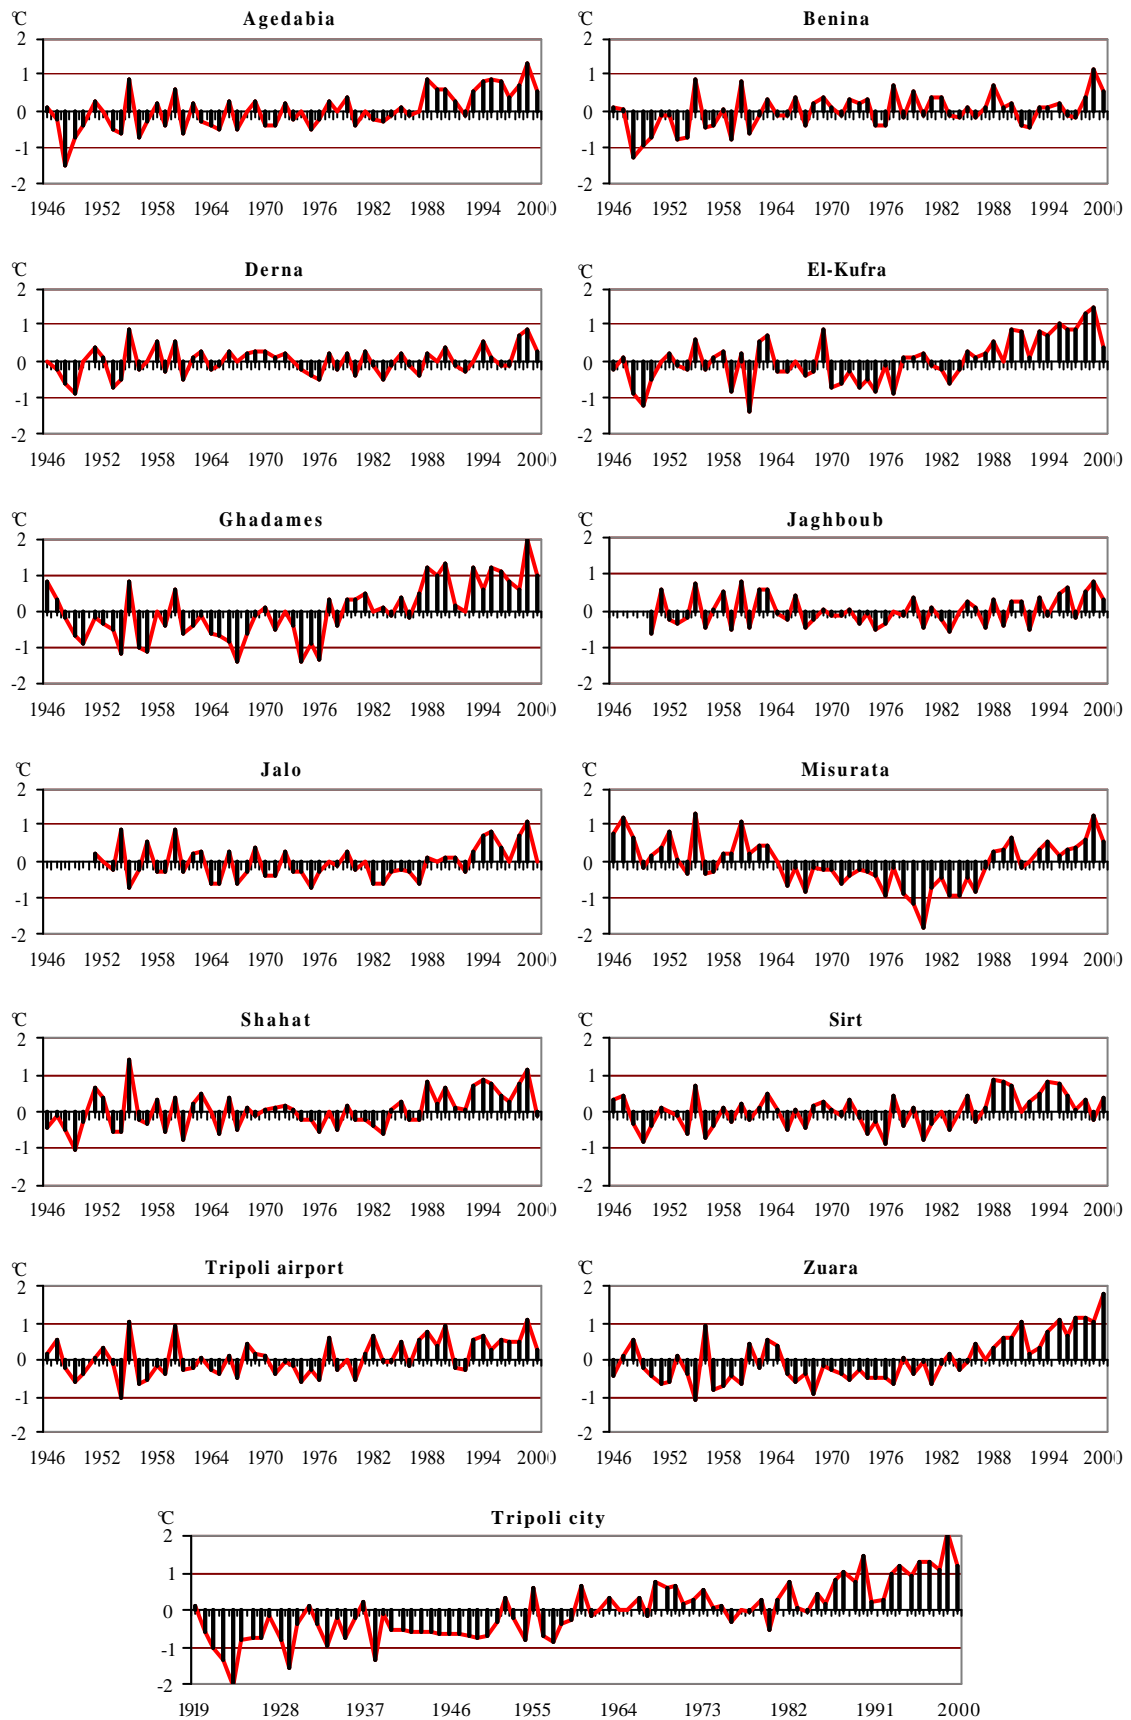 ℃ Agedabia
2
1
0
-1
-2
1946 1952 1958 1964 1970 1976 1982 1988 1994 2000
℃ Benina
2
1
0
-1
-2
1946 1952 1958 1964 1970 1976 1982 1988 1994 2000
℃ Derna
2
1
0
-1
-2
1946 1952 1958 1964 1970 1976 1982 1988 1994 2000
℃ El-Kufra
2
1
0
-1
-2
1946 1952 1958 1964 1970 1976 1982 1988 1994 2000
℃ Ghadames
2
1
0
-1
-2
1946 1952 1958 1964 1970 1976 1982 1988 1994 2000
℃ Jaghboub
2
1
0
-1
-2
1946 1952 1958 1964 1970 1976 1982 1988 1994 2000
℃ Jalo
2
1
0
-1
-2
1946 1952 1958 1964 1970 1976 1982 1988 1994 2000
℃ Misurata
2
1
0
-1
-2
1946 1952 1958 1964 1970 1976 1982 1988 1994 2000
℃ Shahat
2
1
0
-1
-2
1946 1952 1958 1964 1970 1976 1982 1988 1994 2000
℃ Sirt
2
1
0
-1
-2
1946 1952 1958 1964 1970 1976 1982 1988 1994 2000
℃ Tripoli airport
2
1
0
-1
-2
1946 1952 1958 1964 1970 1976 1982 1988 1994 2000
℃ Zuara
2
1
0
-1
-2
1946 1952 1958 1964 1970 1976 1982 1988 1994 2000
℃ Tripoli city
2
1
0
-1
-2
1919 1928 1937 1946 1955 1964 1973 1982 1991 2000